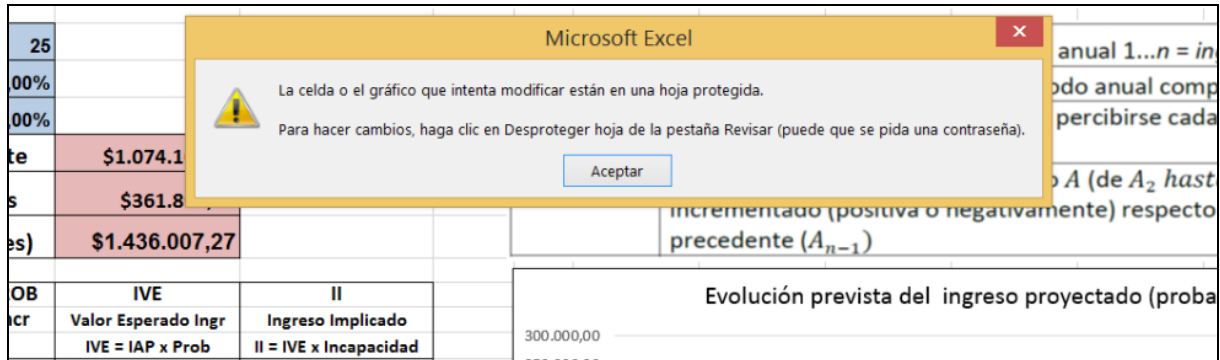 Microsoft Excel
25
anual 1...n = in
,00%
La celda o el gráfico que intenta modificar están en una hoja protegida.
odo anual comp
,00%
Para hacer cambios, haga clic en Desproteger hoja de la pestaña Revisar (puede que se pida una contraseña).
percibirse cada
te
$1.074.1
Aceptar
A (de A₂ hast
s
$361.8
incrementado (positiva o negativamente) respecto
es)
$1.436.007,27
precedente (Aₙ₋₁)
OB
IVE
II
Evolución prevista del ingreso proyectado (proba
ncr
Valor Esperado Ingr
Ingreso Implicado
300.000,00
IVE = IAP x Prob
II = IVE x Incapacidad